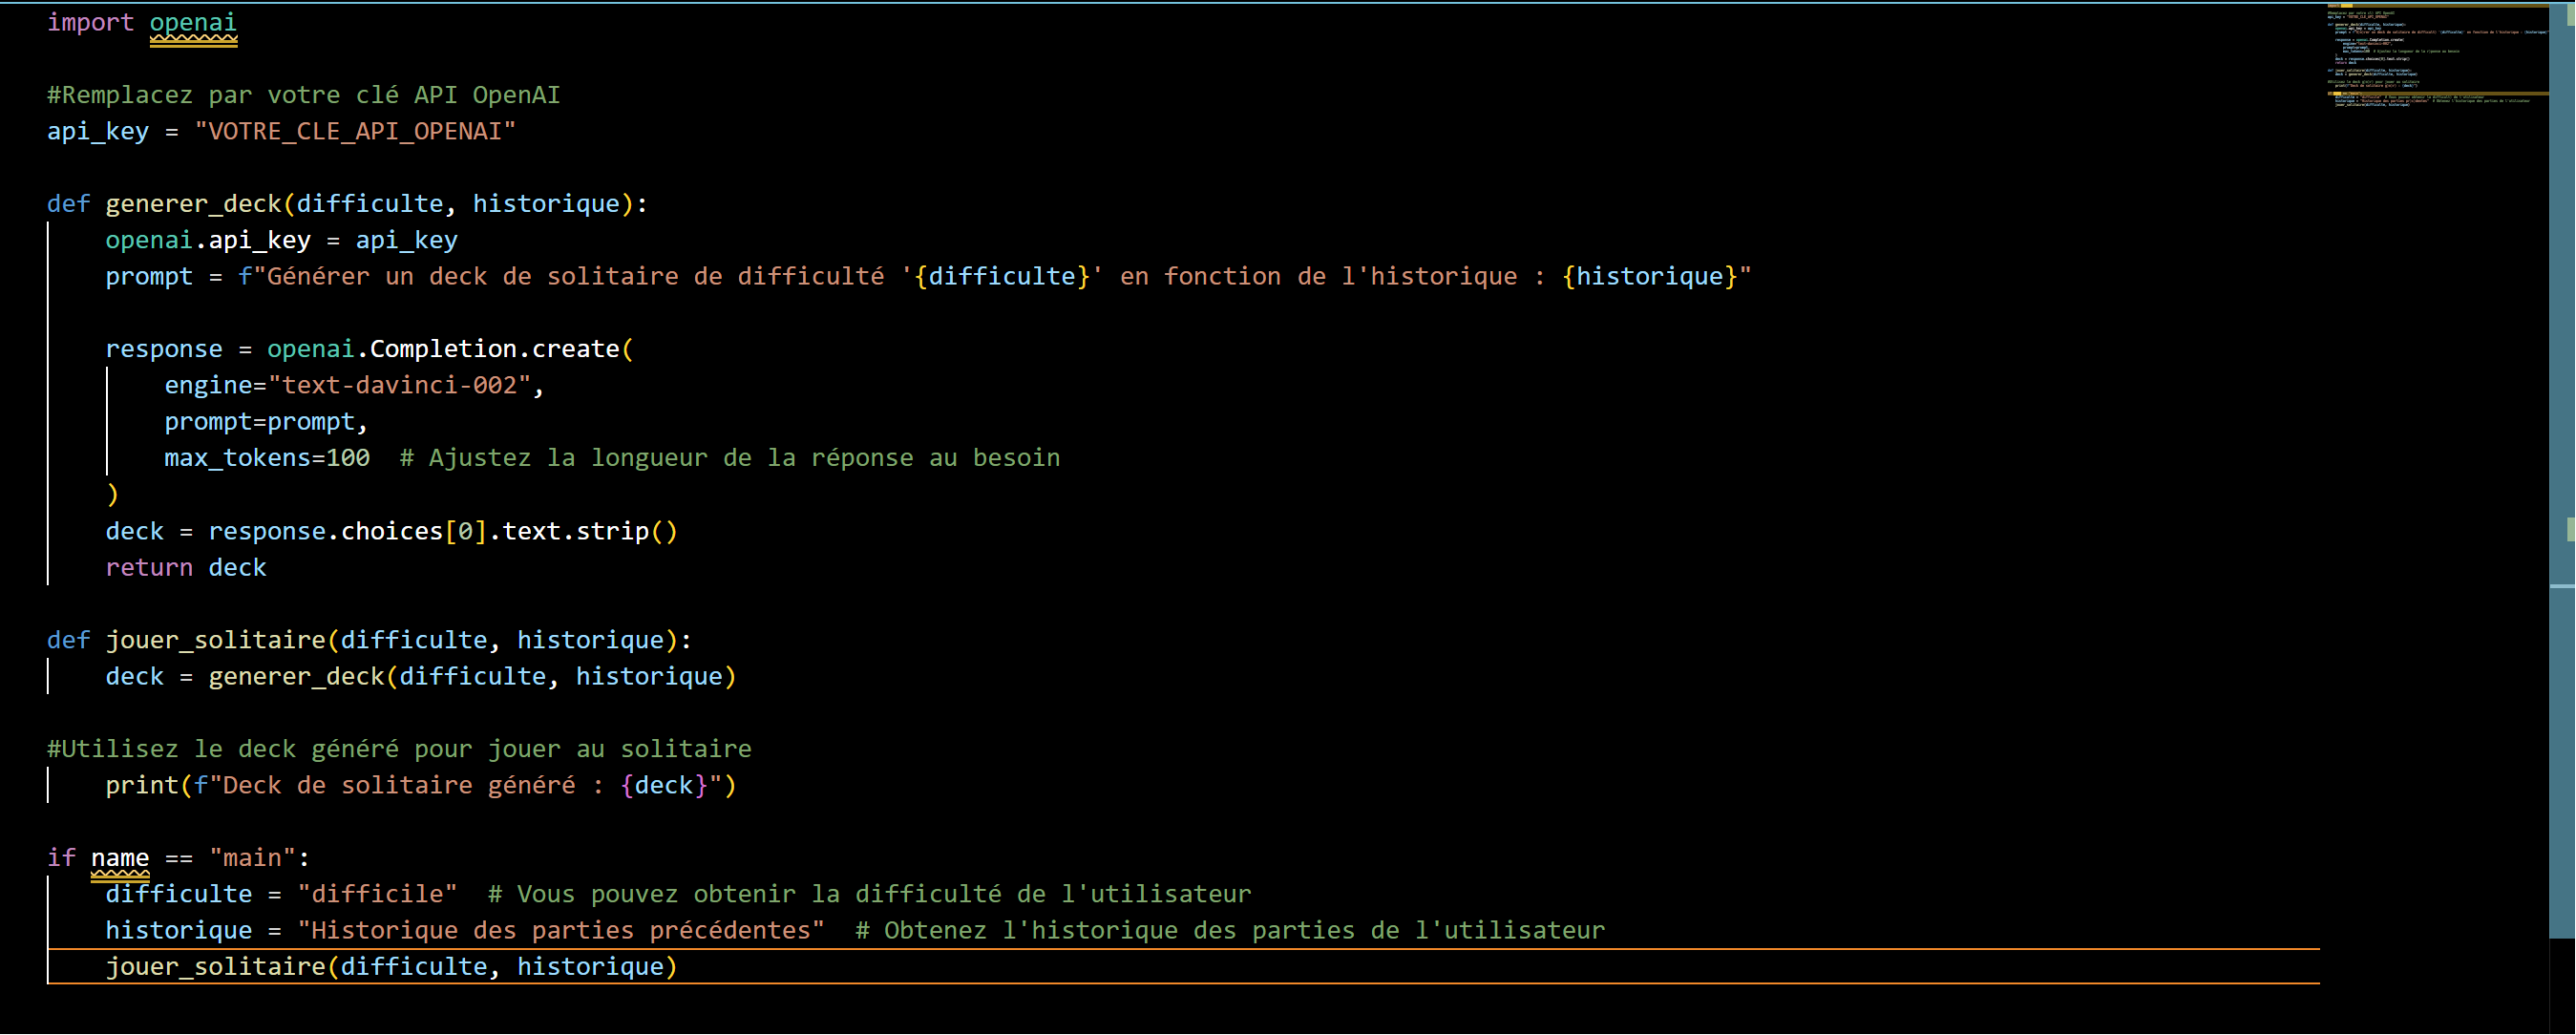 import openai
#Remplacez par votre clé API OpenAI
api_key = "VOTRE_CLE_API_OPENAI"
def generer_deck(difficulte, historique):
    openai.api_key = api_key
    prompt = f"Générer un deck de solitaire de difficulté '{difficulte}' en fonction de l'historique : {historique}"
    response = openai.Completion.create(
        engine="text-davinci-002",
        prompt=prompt,
        max_tokens=100  # Ajustez la longueur de la réponse au besoin
    )
    deck = response.choices[0].text.strip()
    return deck
def jouer_solitaire(difficulte, historique):
    deck = generer_deck(difficulte, historique)
#Utilisez le deck généré pour jouer au solitaire
    print(f"Deck de solitaire généré : {deck}")
if name == "main":
    difficulte = "difficile"  # Vous pouvez obtenir la difficulté de l'utilisateur
    historique = "Historique des parties précédentes"  # Obtenez l'historique des parties de l'utilisateur
    jouer_solitaire(difficulte, historique)